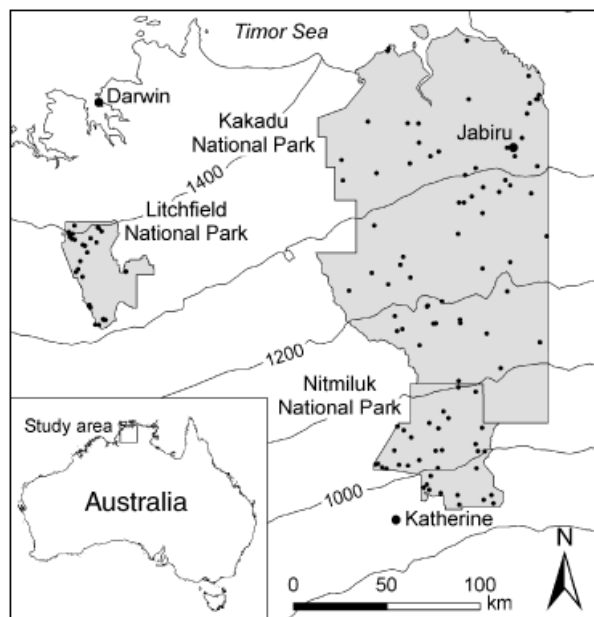 Timor Sea
Darwin
Kakadu
National Park
Jabiru
1400
Litchfield
National Park
1200
Nitmiluk
National Park
Study area
Australia
1000
Katherine
N
0 50 100
km